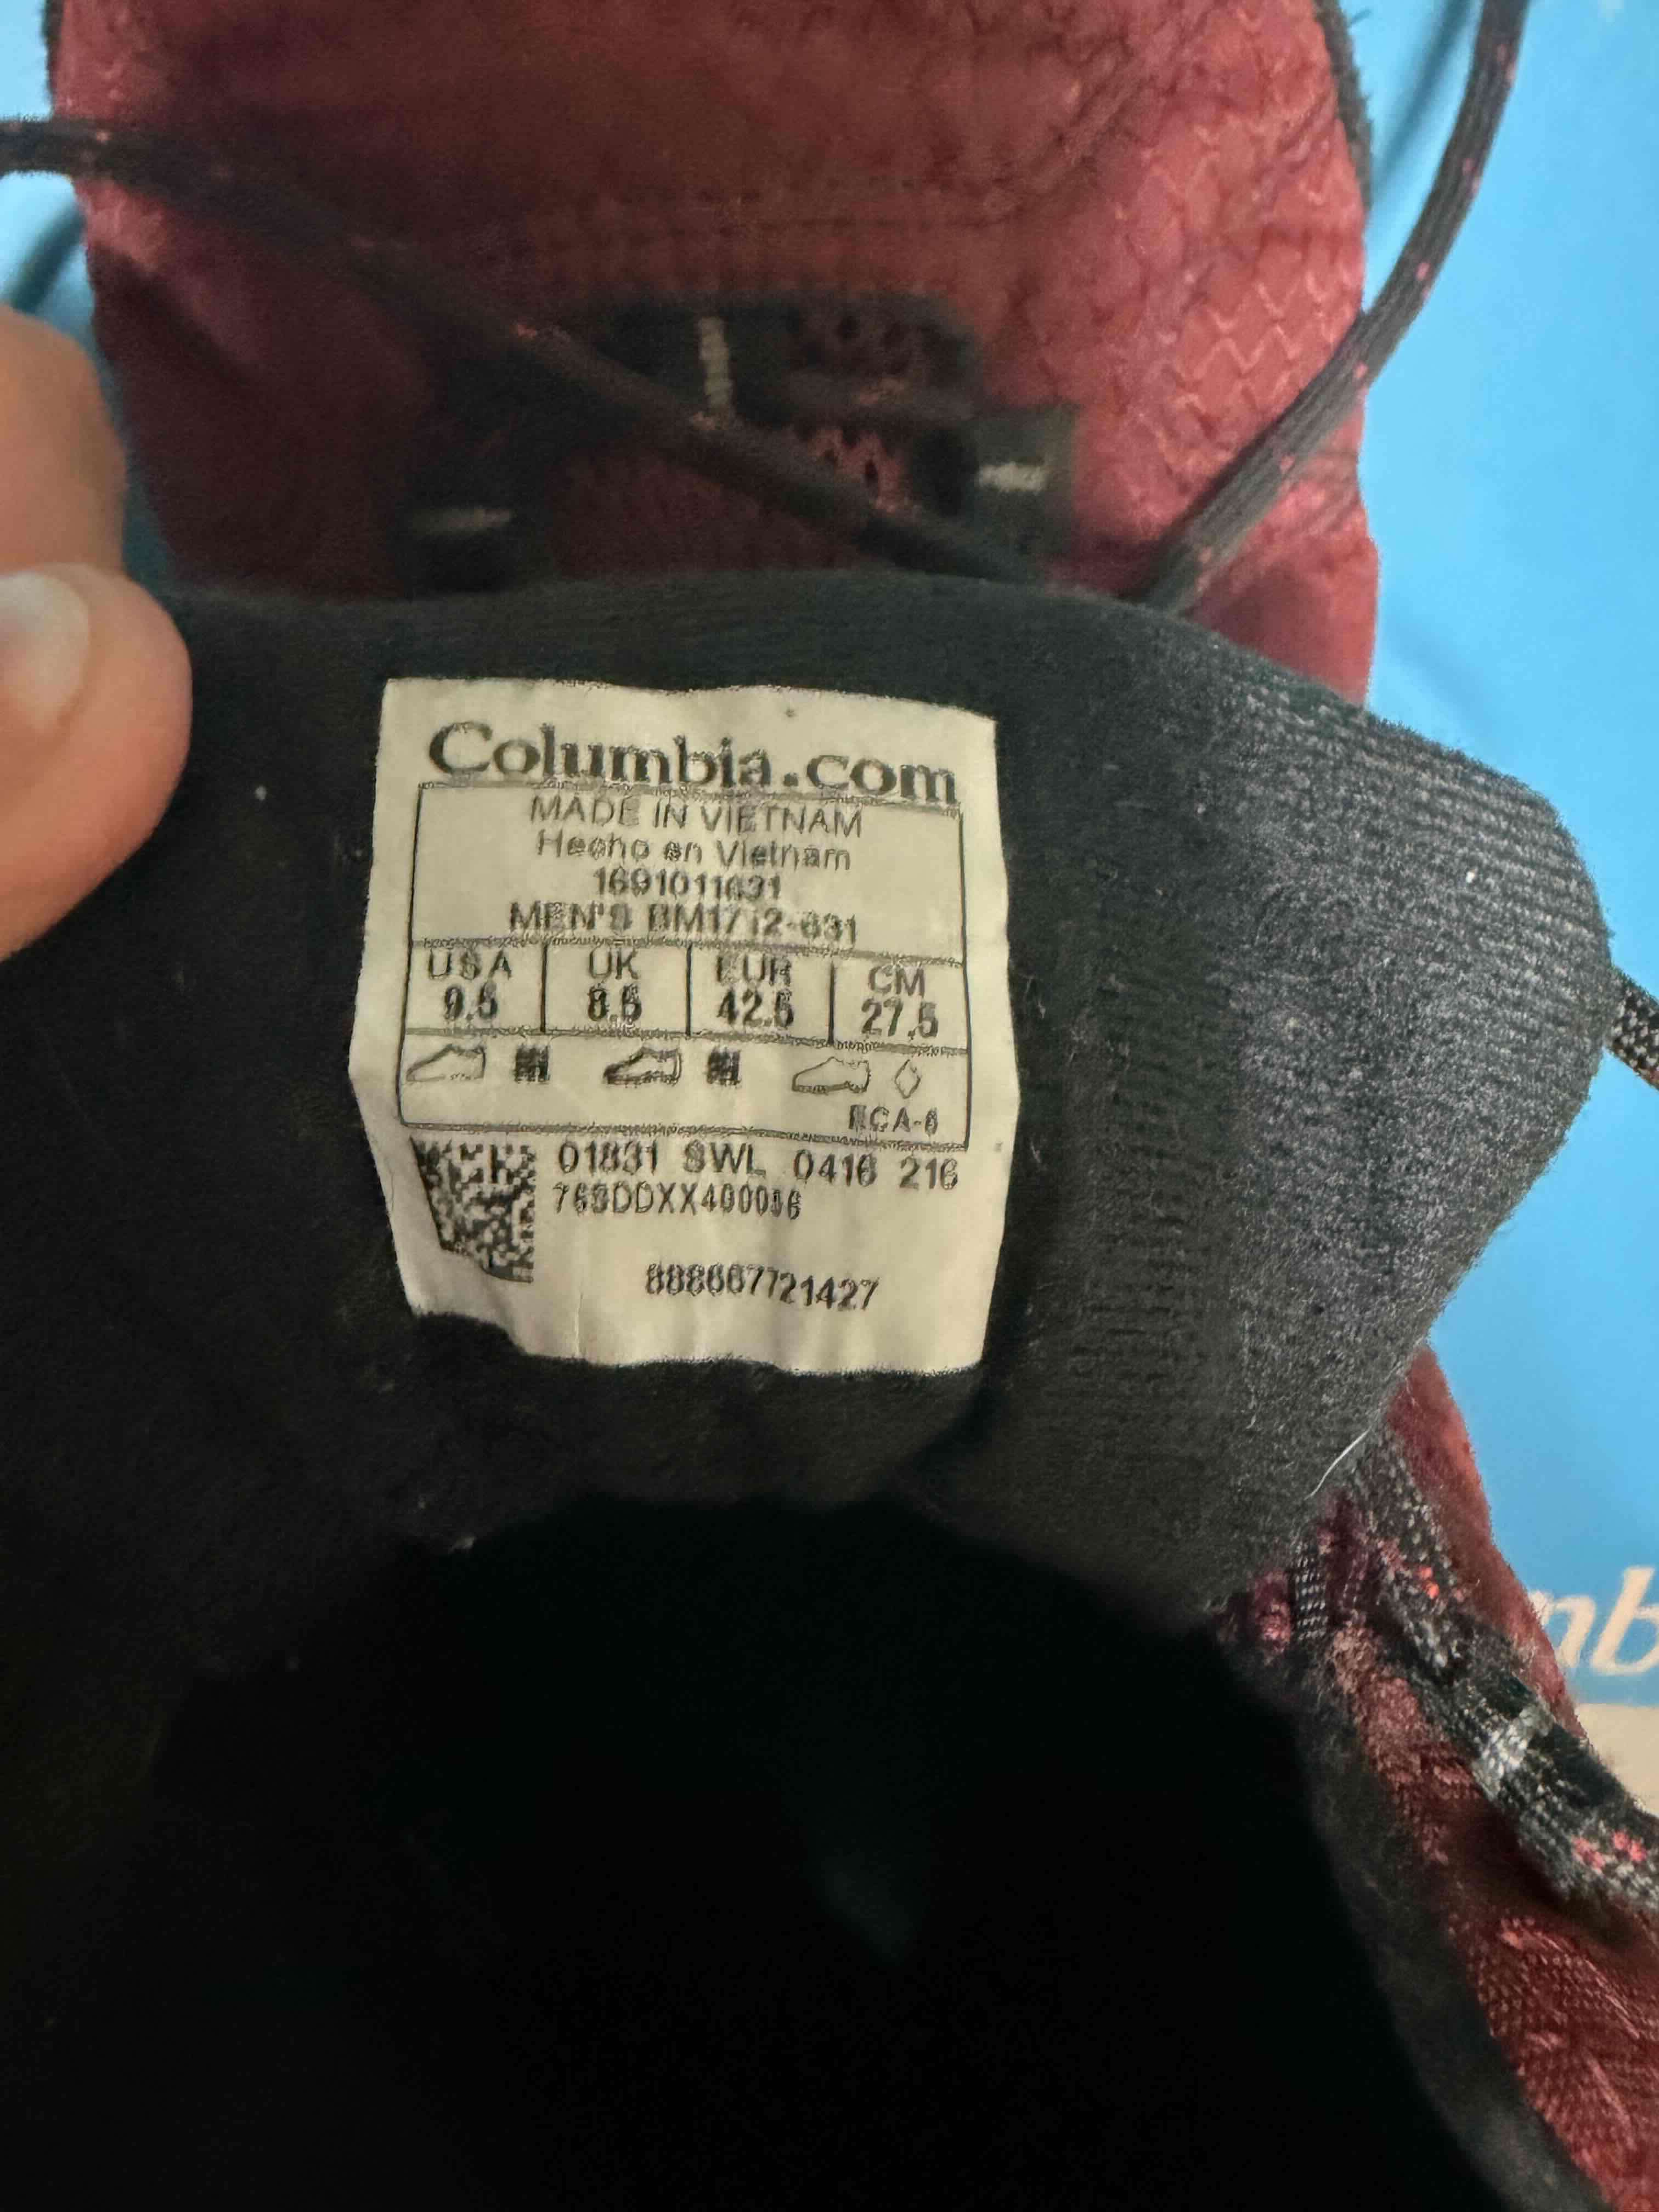 Columbia.com
MADE IN VIETNAM
Hecho en Vietnam
1691011631
MEN'S BM1712-631
USA UK EUR CM
9.5 8.5 42.5 27.5
SWL 0416 216
888667721427
mb